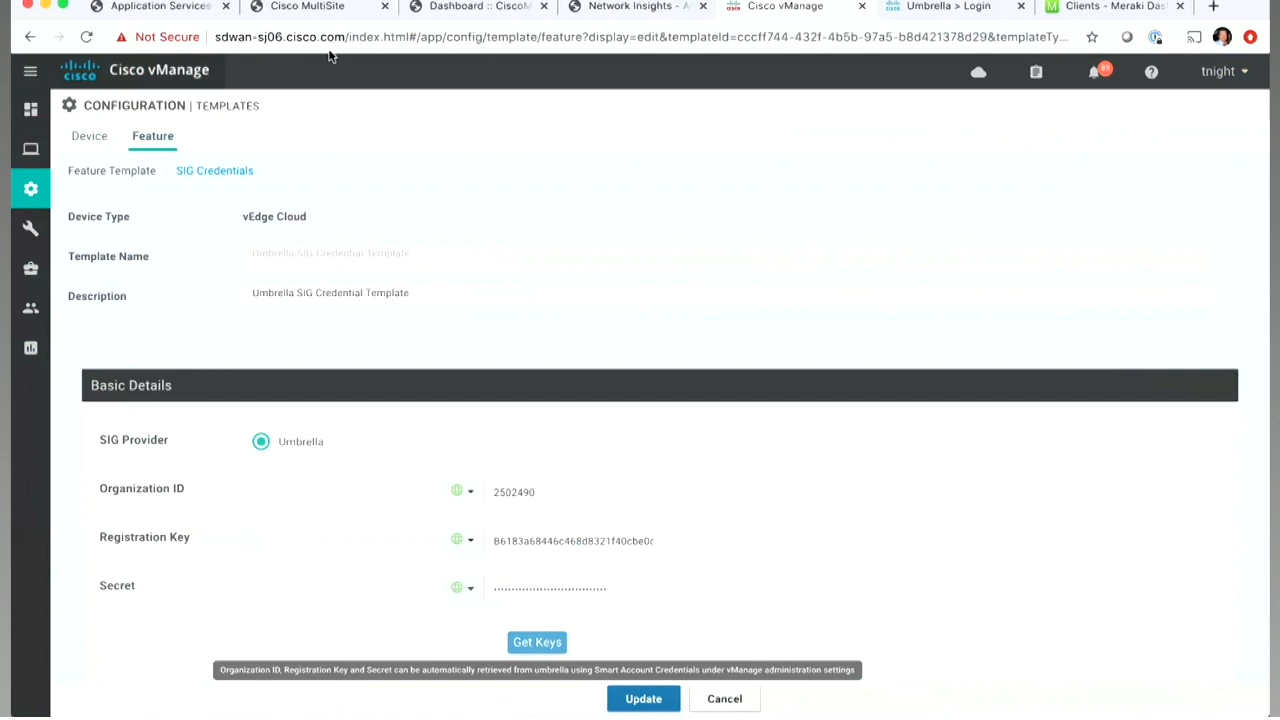 Application Services
Cisco MultiSite
Dashboard :: CiscoM
Network Insights - A
Cisco vManage
Umbrella > Login
Clients - Meraki Das
Not Secure
sdwan-sj06.cisco.com/index.html#/app/config/template/feature?display=edit&templateId=cccff744-432f-4b5b-97a5-b8d421378d29&templateTy...
CISCO Cisco vManage
89
tnight
CONFIGURATION | TEMPLATES
Device Feature
Feature Template SIG Credentials
Device Type vEdge Cloud
Template Name Umbrella SIG Credential Template
Description Umbrella SIG Credential Template
Basic Details
SIG Provider Umbrella
Organization ID 2502490
Registration Key B6183a68446c468d8321f40cbe0c
Secret
Get Keys
Organization ID, Registration Key and Secret can be automatically retrieved from umbrella using Smart Account Credentials under vManage administration settings
Update Cancel